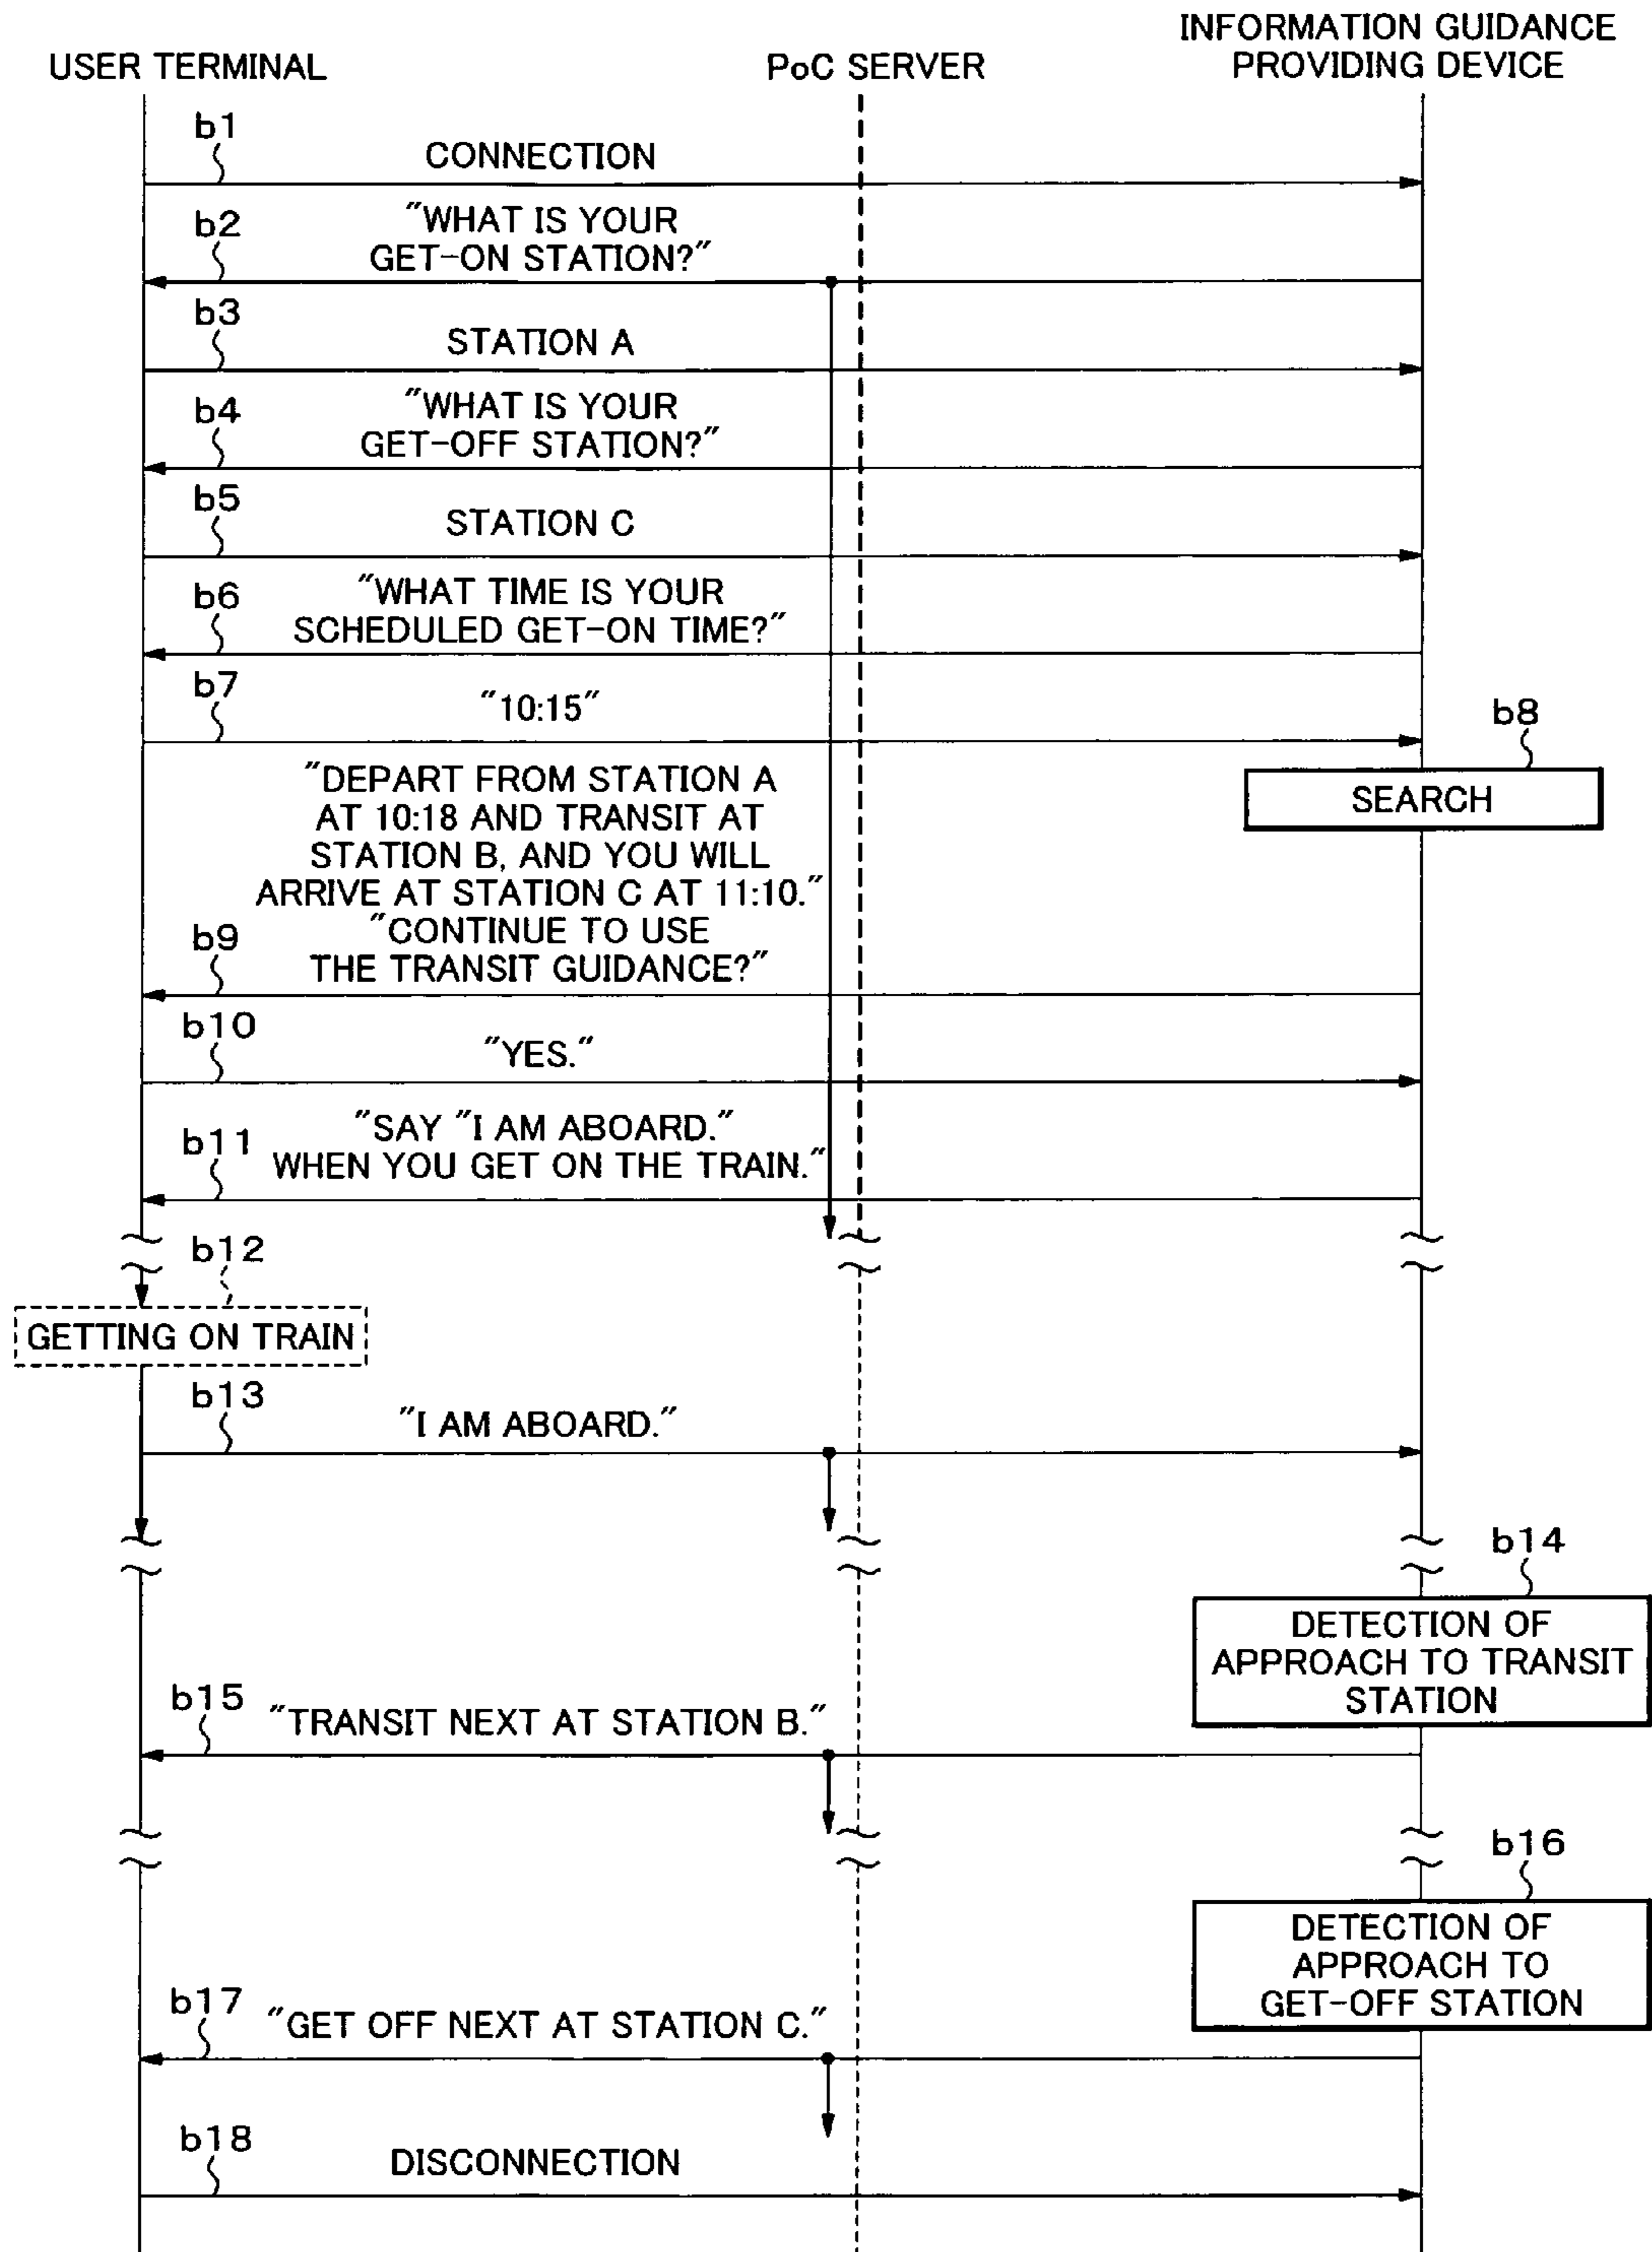 USER TERMINAL
PoC SERVER
INFORMATION GUIDANCE
PROVIDING DEVICE
b1
CONNECTION
b2
"WHAT IS YOUR
GET-ON STATION?"
b3
STATION A
b4
"WHAT IS YOUR
GET-OFF STATION?"
b5
STATION C
b6
"WHAT TIME IS YOUR
SCHEDULED GET-ON TIME?"
b7
"10:15"
b8
SEARCH
"DEPART FROM STATION A
AT 10:18 AND TRANSIT AT
STATION B, AND YOU WILL
ARRIVE AT STATION C AT 11:10."
"CONTINUE TO USE
THE TRANSIT GUIDANCE?"
b9
b10
"YES."
b11
"SAY "I AM ABOARD."
WHEN YOU GET ON THE TRAIN."
b12
GETTING ON TRAIN
b13
"I AM ABOARD."
b14
DETECTION OF
APPROACH TO TRANSIT
STATION
b15
"TRANSIT NEXT AT STATION B."
b16
DETECTION OF
APPROACH TO
GET-OFF STATION
b17
"GET OFF NEXT AT STATION C."
b18
DISCONNECTION